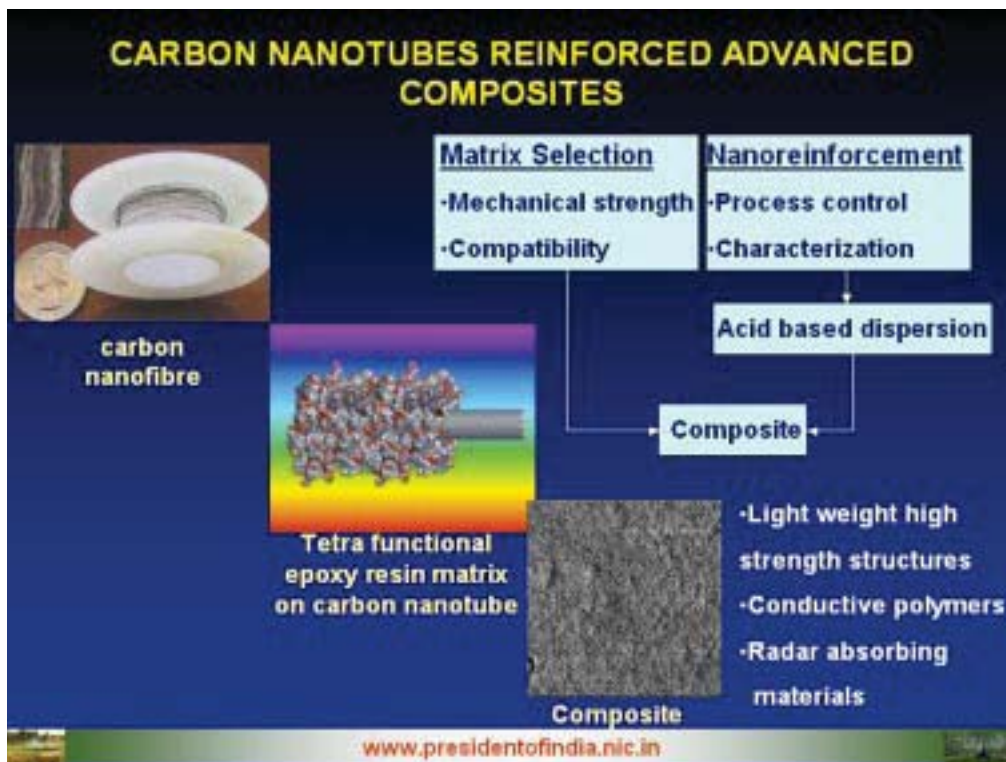 CARBON NANOTUBES REINFORCED ADVANCED
COMPOSITES
Matrix Selection
•Mechanical strength
•Compatibility
Nanoreinforcement
•Process control
•Characterization
Acid based dispersion
Composite
carbon
nanofibre
Tetra functional
epoxy resin matrix
on carbon nanotube
Composite
•Light weight high
strength structures
•Conductive polymers
•Radar absorbing
materials
www.presidentofindia.nic.in